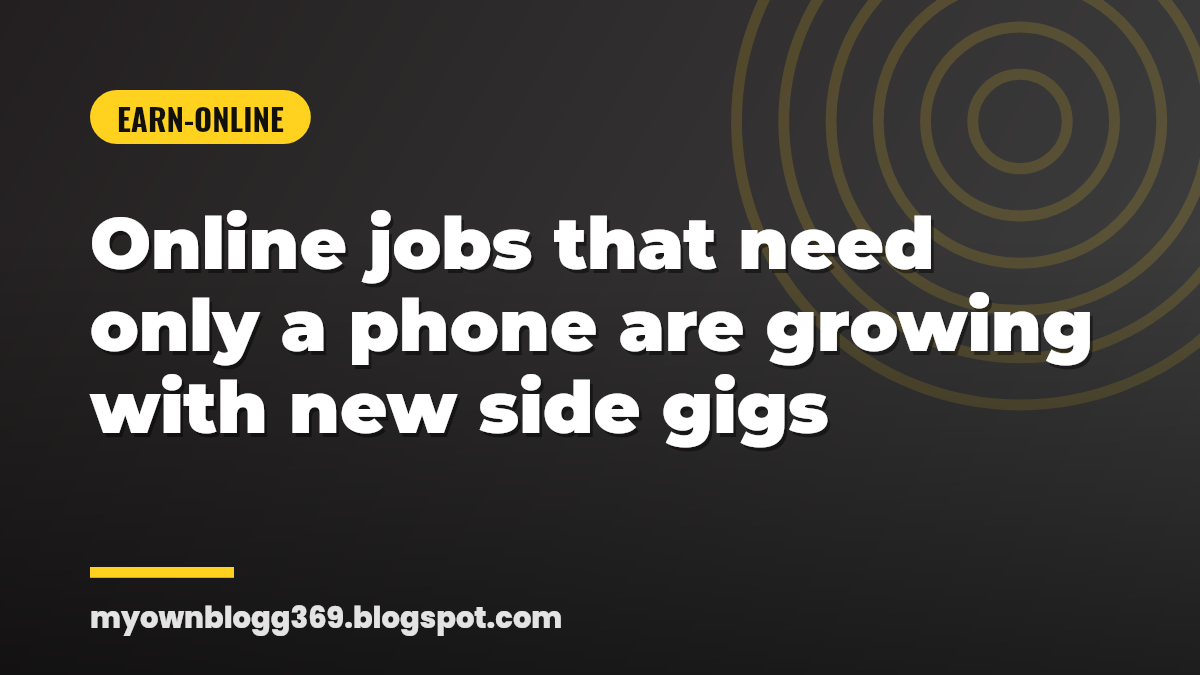 EARN-ONLINE
Online jobs that need
only a phone are growing
with new side gigs
myownblogg369.blogspot.com